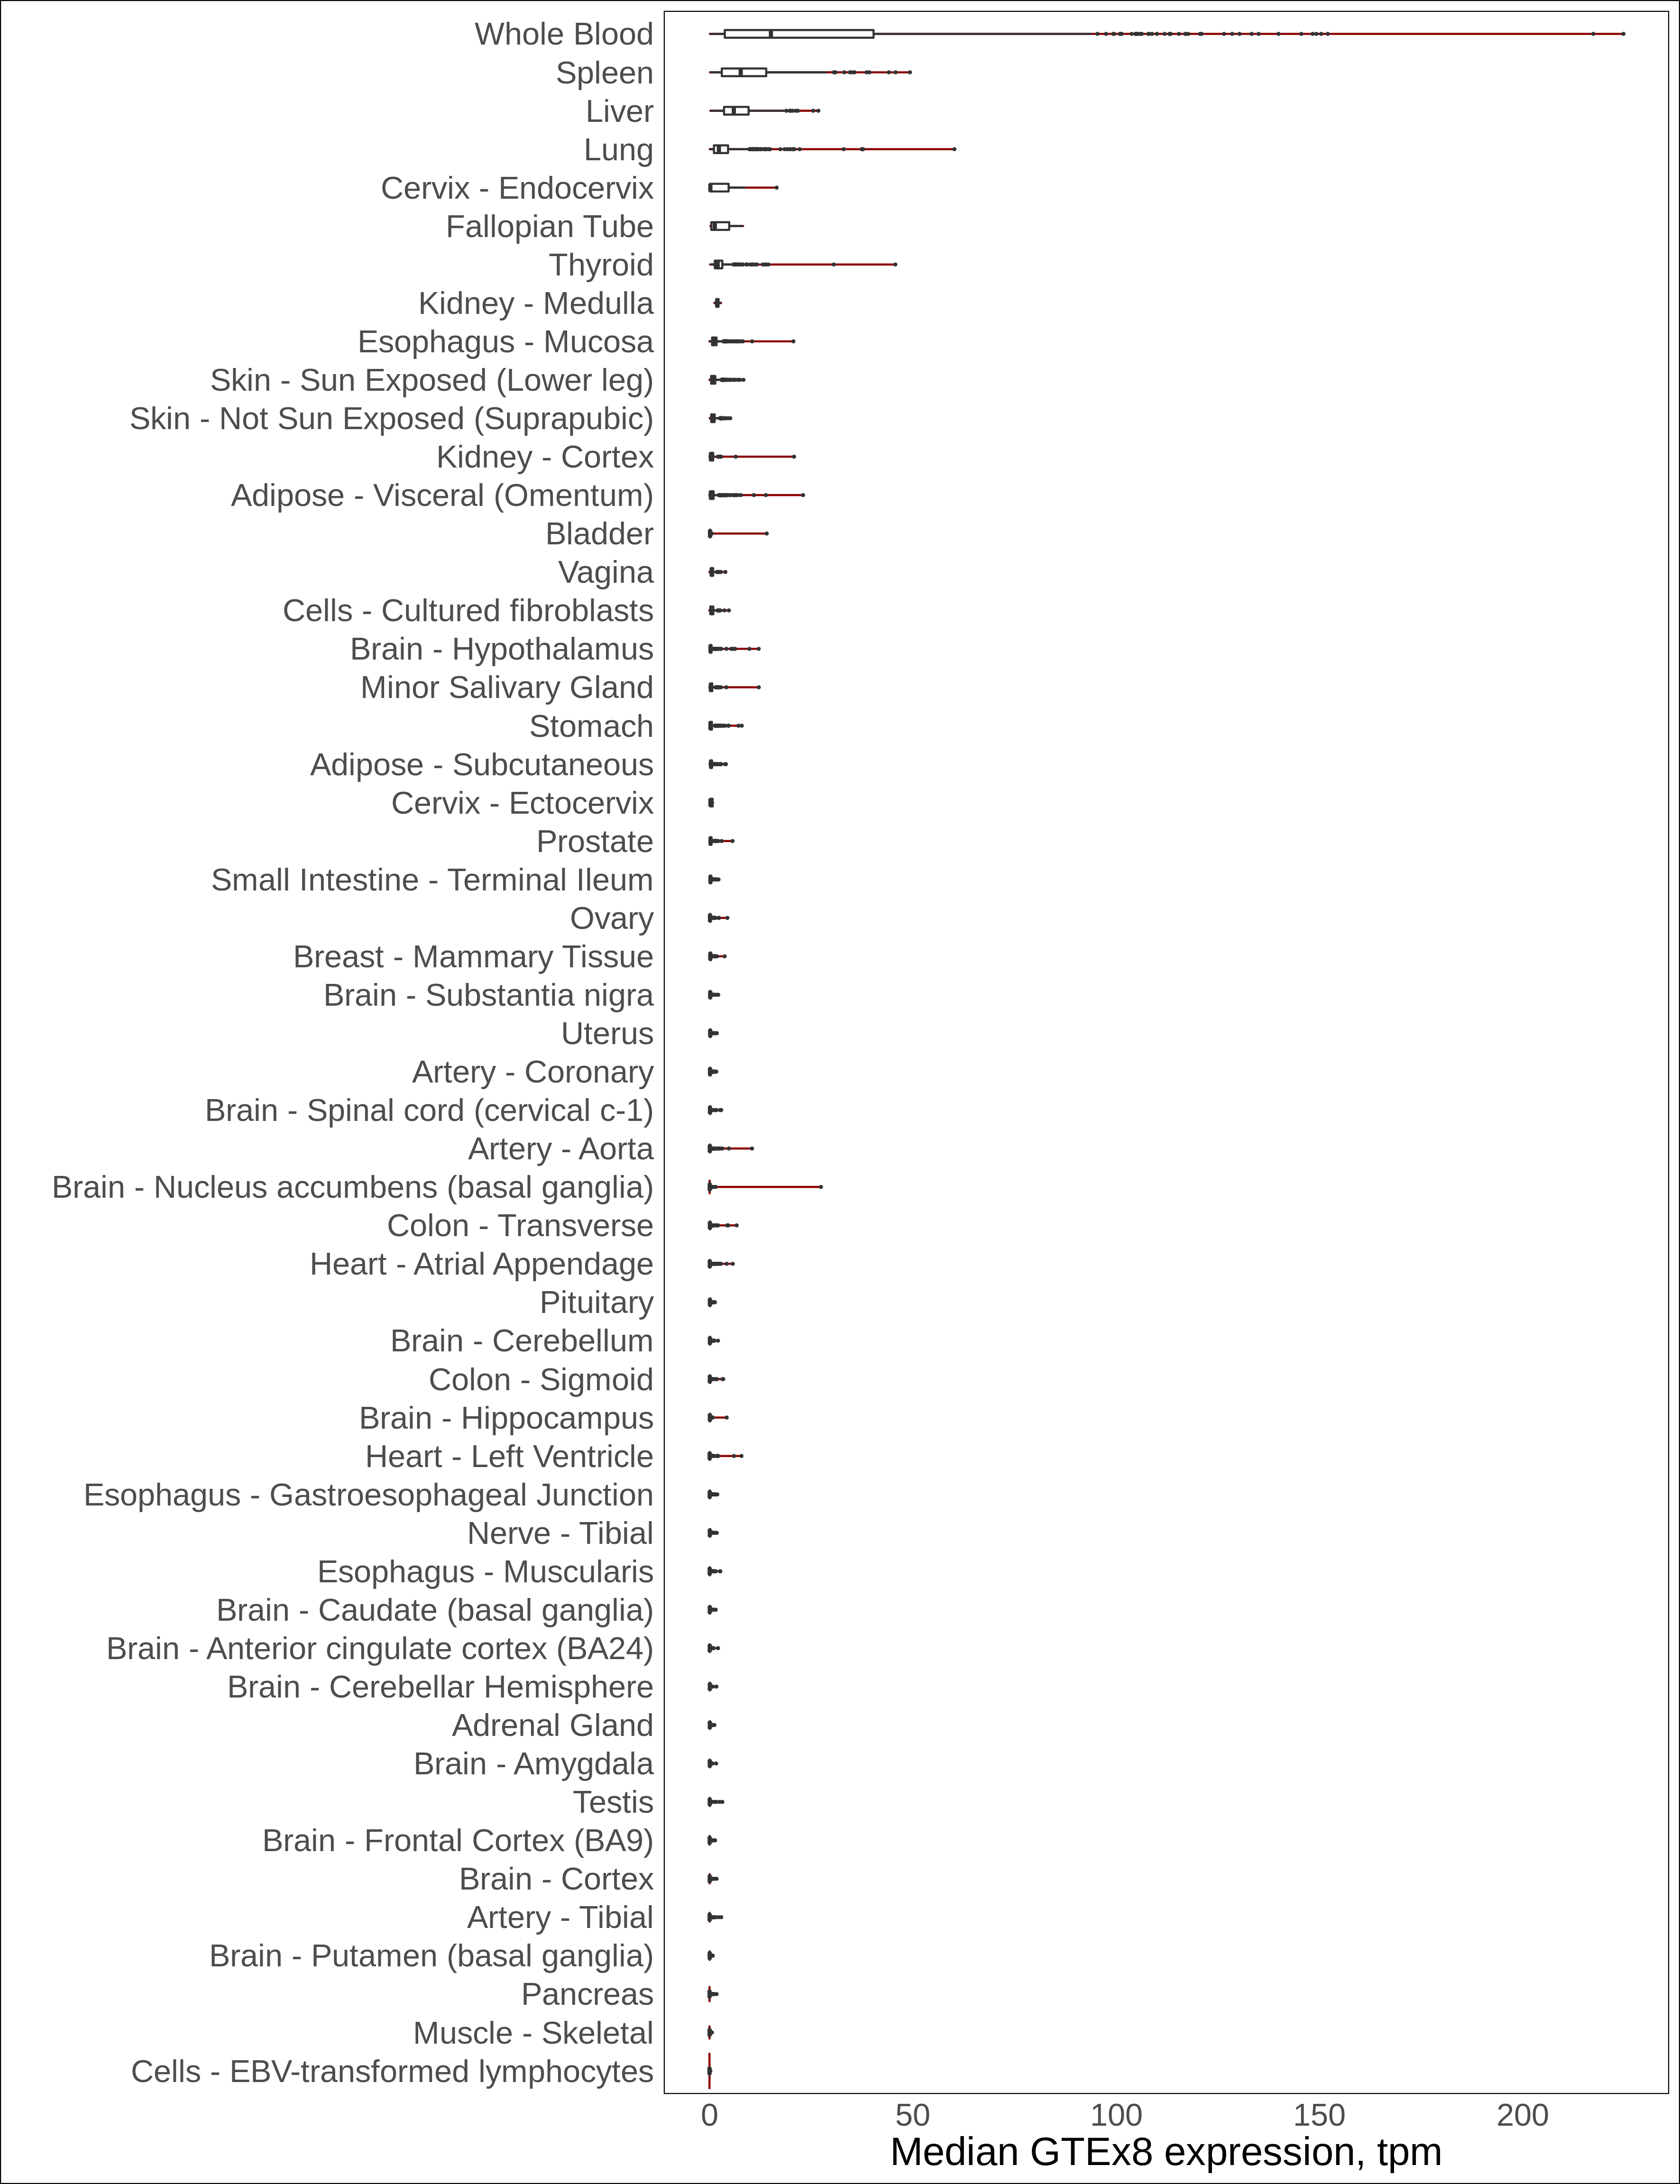 Whole Blood
Spleen
Liver
Lung
Cervix - Endocervix
Fallopian Tube
Thyroid
Kidney - Medulla
Esophagus - Mucosa
Skin - Sun Exposed (Lower leg)
Skin - Not Sun Exposed (Suprapubic)
Kidney - Cortex
Adipose - Visceral (Omentum)
Bladder
Vagina
Cells - Cultured fibroblasts
Brain - Hypothalamus
Minor Salivary Gland
Stomach
Adipose - Subcutaneous
Cervix - Ectocervix
Prostate
Small Intestine - Terminal Ileum
Ovary
Breast - Mammary Tissue
Brain - Substantia nigra
Uterus
Artery - Coronary
Brain - Spinal cord (cervical c-1)
Artery - Aorta
Brain - Nucleus accumbens (basal ganglia)
Colon - Transverse
Heart - Atrial Appendage
Pituitary
Brain - Cerebellum
Colon - Sigmoid
Brain - Hippocampus
Heart - Left Ventricle
Esophagus - Gastroesophageal Junction
Nerve - Tibial
Esophagus - Muscularis
Brain - Caudate (basal ganglia)
Brain - Anterior cingulate cortex (BA24)
Brain - Cerebellar Hemisphere
Adrenal Gland
Brain - Amygdala
Testis
Brain - Frontal Cortex (BA9)
Brain - Cortex
Artery - Tibial
Brain - Putamen (basal ganglia)
Pancreas
Muscle - Skeletal
Cells - EBV-transformed lymphocytes
0 50 100 150 200
Median GTEx8 expression, tpm